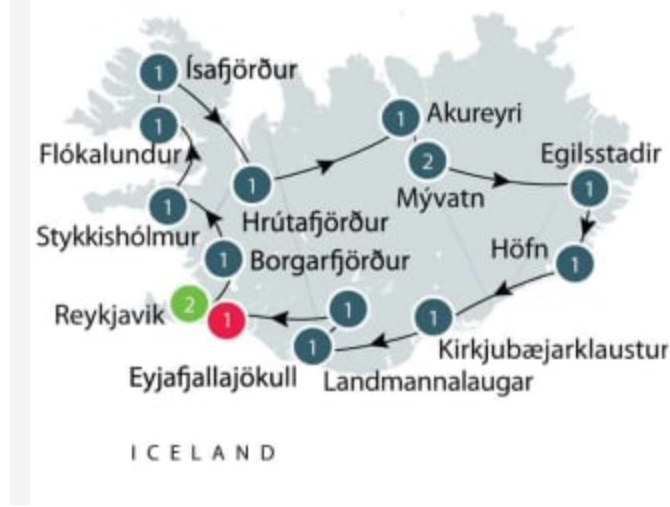 1 Ísafjörður
1 Akureyri
1
Flókalundur
2
Egilsstadir
1
Mývatn
1
Hrútafjörður
1
Stykkishólmur
1 Borgarfjörður
Höfn 1
Reykjavik 2
1
1
1
Kirkjubæjarklaustur
1
Eyjafjallajökull
Landmannalaugar
ICELAND